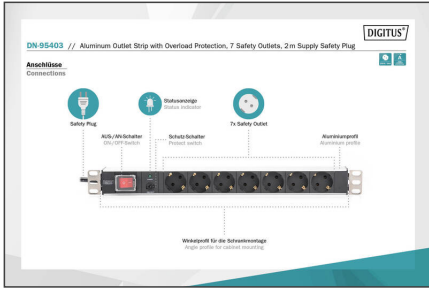 DIGITUS®
DN-95403 // Aluminum Outlet Strip with Overload Protection, 7 Safety Outlets, 2 m Supply Safety Plug
Anschlüsse
Connections
Safety Plug
Statusanzeige
Status indicator
7x Safety Outlet
AUS-/AN-Schalter
ON-/OFF-Switch
Schutz-Schalter
Protect switch
Aluminiumprofil
Aluminium profile
Winkelprofil für die Schrankmontage
Angle profile for cabinet mounting